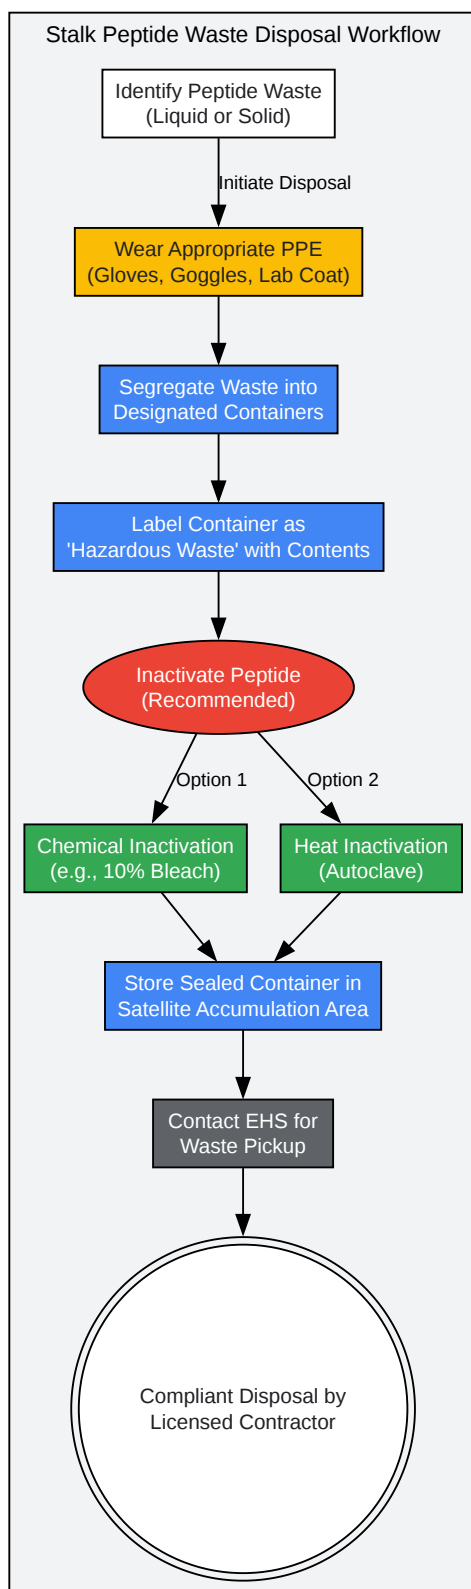 Stalk Peptide Waste Disposal Workflow
Identify Peptide Waste
(Liquid or Solid)
Initiate Disposal
Wear Appropriate PPE
(Gloves, Goggles, Lab Coat)
Segregate Waste into
Designated Containers
Label Container as
'Hazardous Waste' with Contents
Inactivate Peptide
(Recommended)
Option 1
Option 2
Chemical Inactivation
(e.g., 10% Bleach)
Heat Inactivation
(Autoclave)
Store Sealed Container in
Satellite Accumulation Area
Contact EHS for
Waste Pickup
Compliant Disposal by
Licensed Contractor